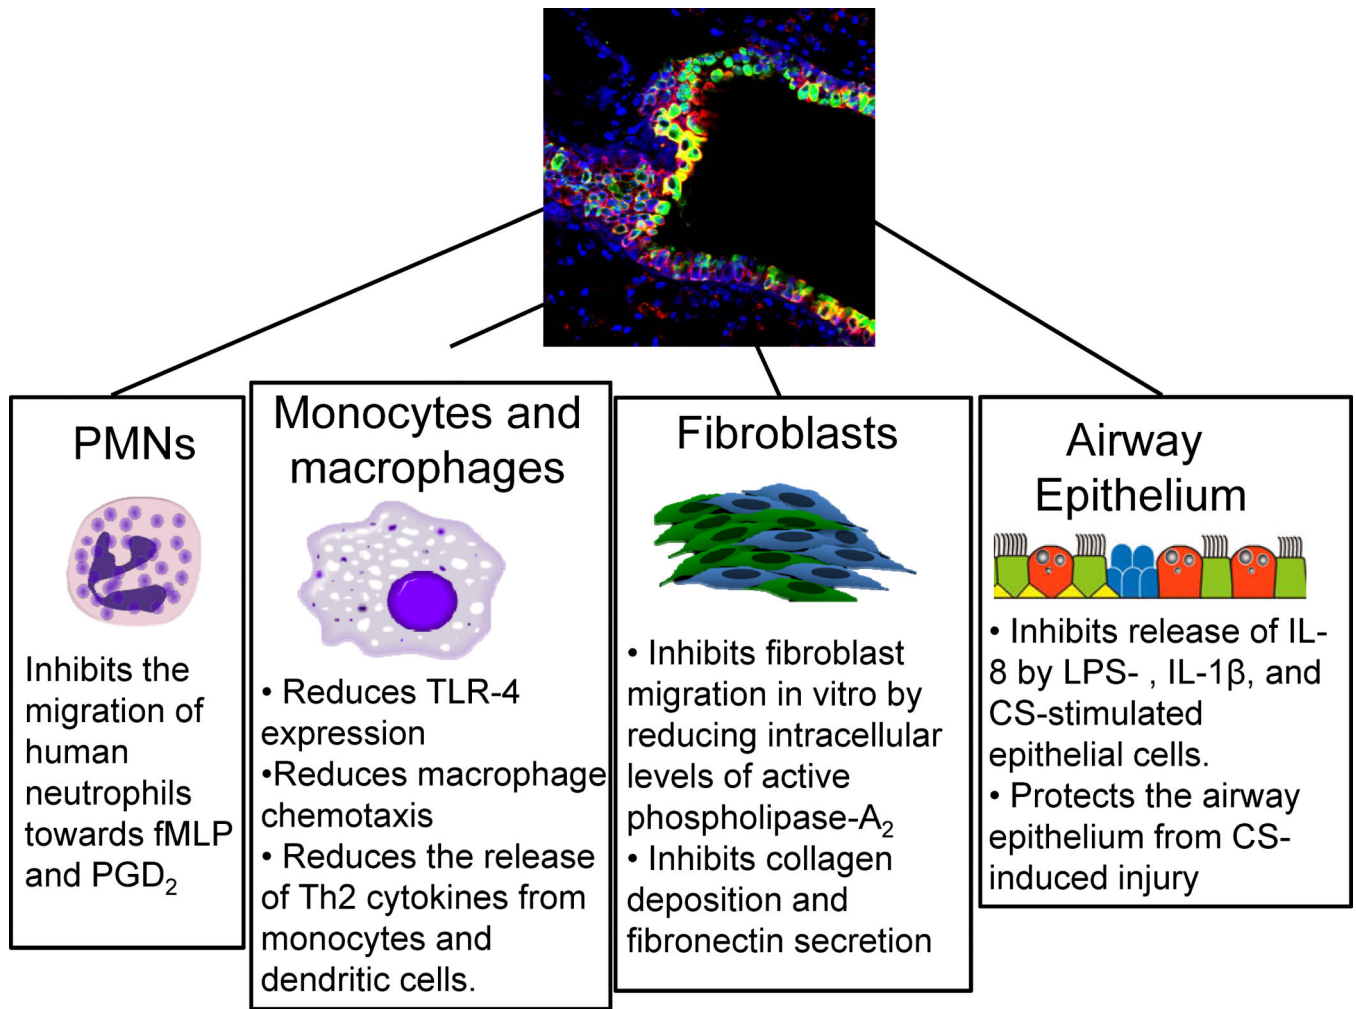 PMNs
Inhibits the
migration of
human
neutrophils
towards fMLP
and PGD₂
Monocytes and
macrophages
• Reduces TLR-4
expression
•Reduces macrophage
chemotaxis
• Reduces the release
of Th2 cytokines from
monocytes and
dendritic cells.
Fibroblasts
• Inhibits fibroblast
migration in vitro by
reducing intracellular
levels of active
phospholipase-A₂
• Inhibits collagen
deposition and
fibronectin secretion
Airway
Epithelium
• Inhibits release of IL-
8 by LPS- , IL-1β, and
CS-stimulated
epithelial cells.
• Protects the airway
epithelium from CS-
induced injury